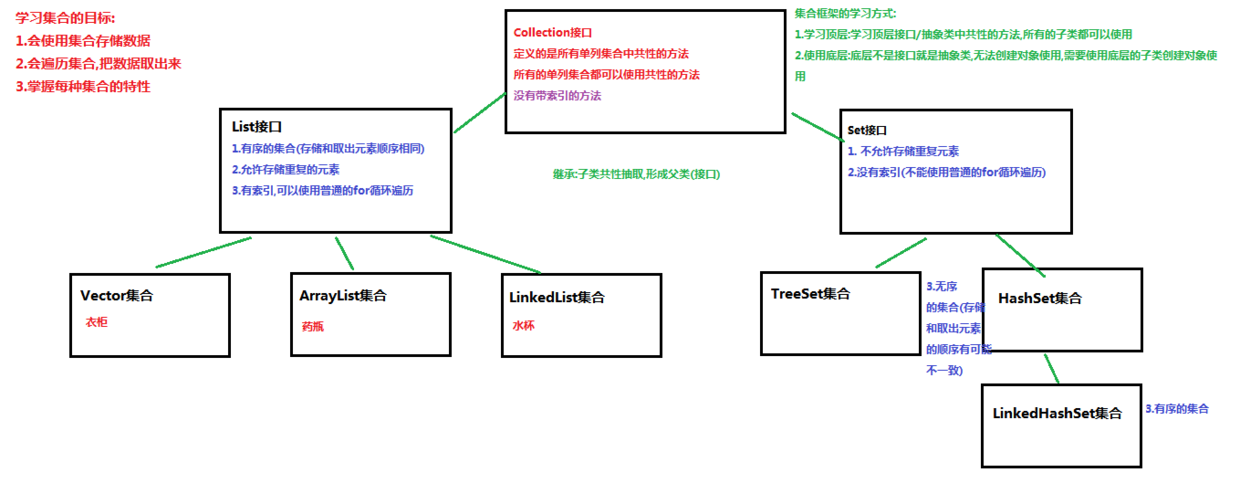 学习集合的目标:
1.会使用集合存储数据
2.会遍历集合,把数据取出来
3.掌握每种集合的特性
Collection接口
定义的是所有单列集合中共性的方法
所有的单列集合都可以使用共性的方法
没有带索引的方法
集合框架的学习方式:
1.学习顶层:学习顶层接口/抽象类中共性的方法,所有的子类都可以使用
2.使用底层:底层不是接口就是抽象类,无法创建对象使用,需要使用底层的子类创建对象使
用
List接口
1.有序的集合(存储和取出元素顺序相同)
2.允许存储重复的元素
3.有索引,可以使用普通的for循环遍历
继承:子类共性抽取,形成父类(接口)
Set接口
1. 不允许存储重复元素
2.没有索引(不能使用普通的for循环遍历)
Vector集合
衣柜
ArrayList集合
药瓶
LinkedList集合
水杯
TreeSet集合
3.无序
的集合(存储
和取出元素
的顺序有可能
不一致)
HashSet集合
LinkedHashSet集合
3.有序的集合